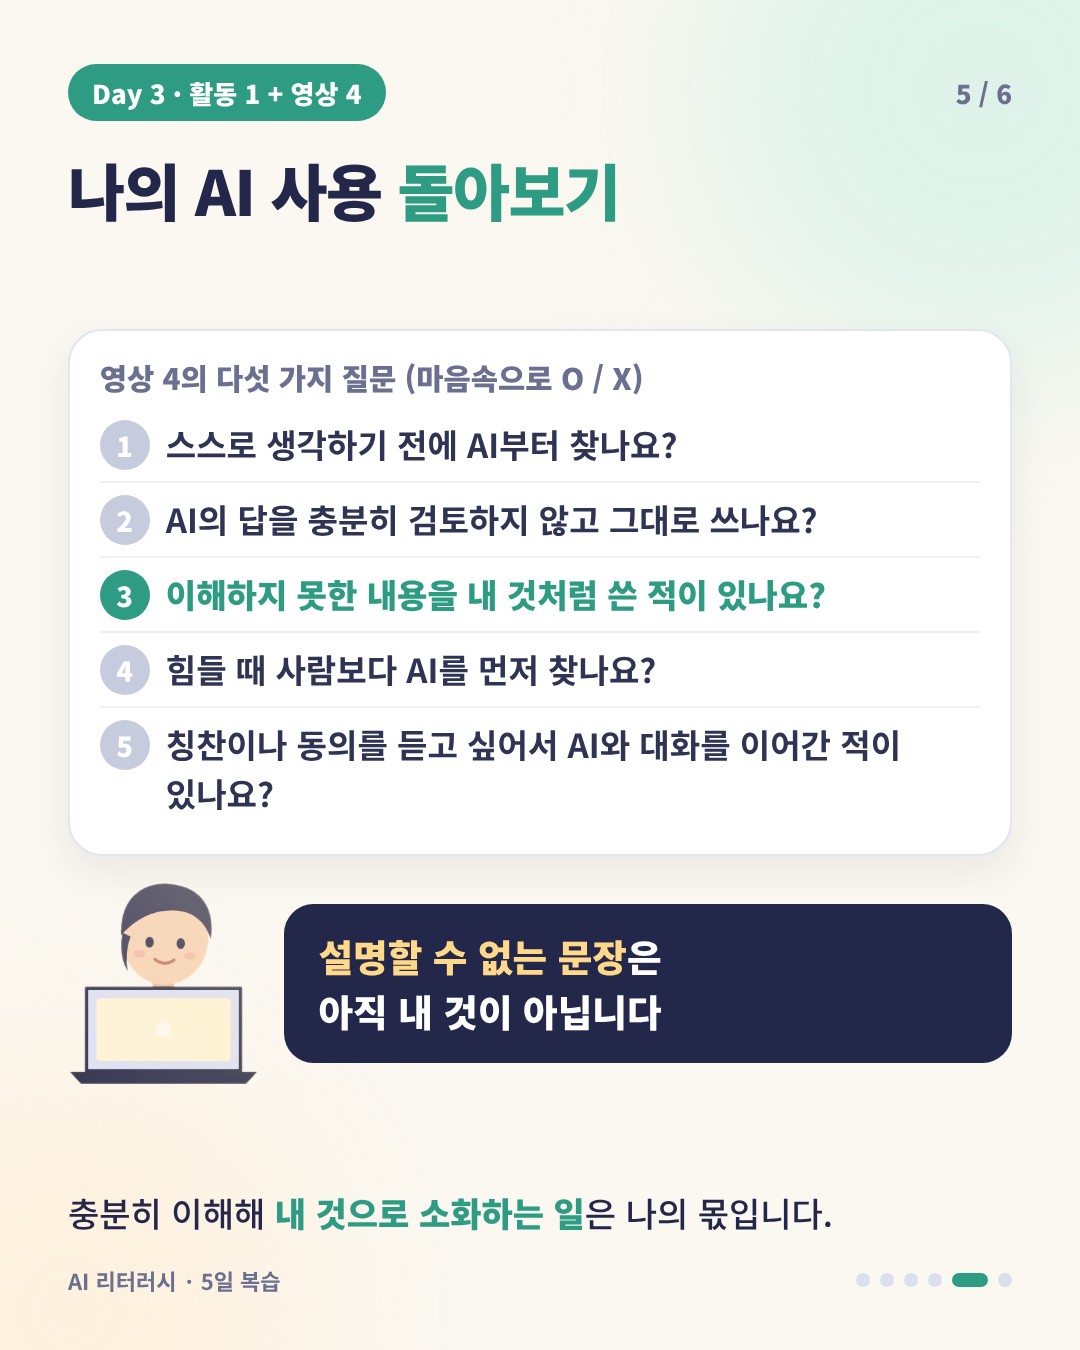 Day 3 · 활동 1 + 영상 4
5 / 6
나의 AI 사용 돌아보기
영상 4의 다섯 가지 질문 (마음속으로 O / X)
1 스스로 생각하기 전에 AI부터 찾나요?
2 AI의 답을 충분히 검토하지 않고 그대로 쓰나요?
3 이해하지 못한 내용을 내 것처럼 쓴 적이 있나요?
4 힘들 때 사람보다 AI를 먼저 찾나요?
5 칭찬이나 동의를 듣고 싶어서 AI와 대화를 이어간 적이
있나요?
설명할 수 없는 문장은
아직 내 것이 아닙니다
충분히 이해해 내 것으로 소화하는 일은 나의 몫입니다.
AI 리터러시 · 5일 복습